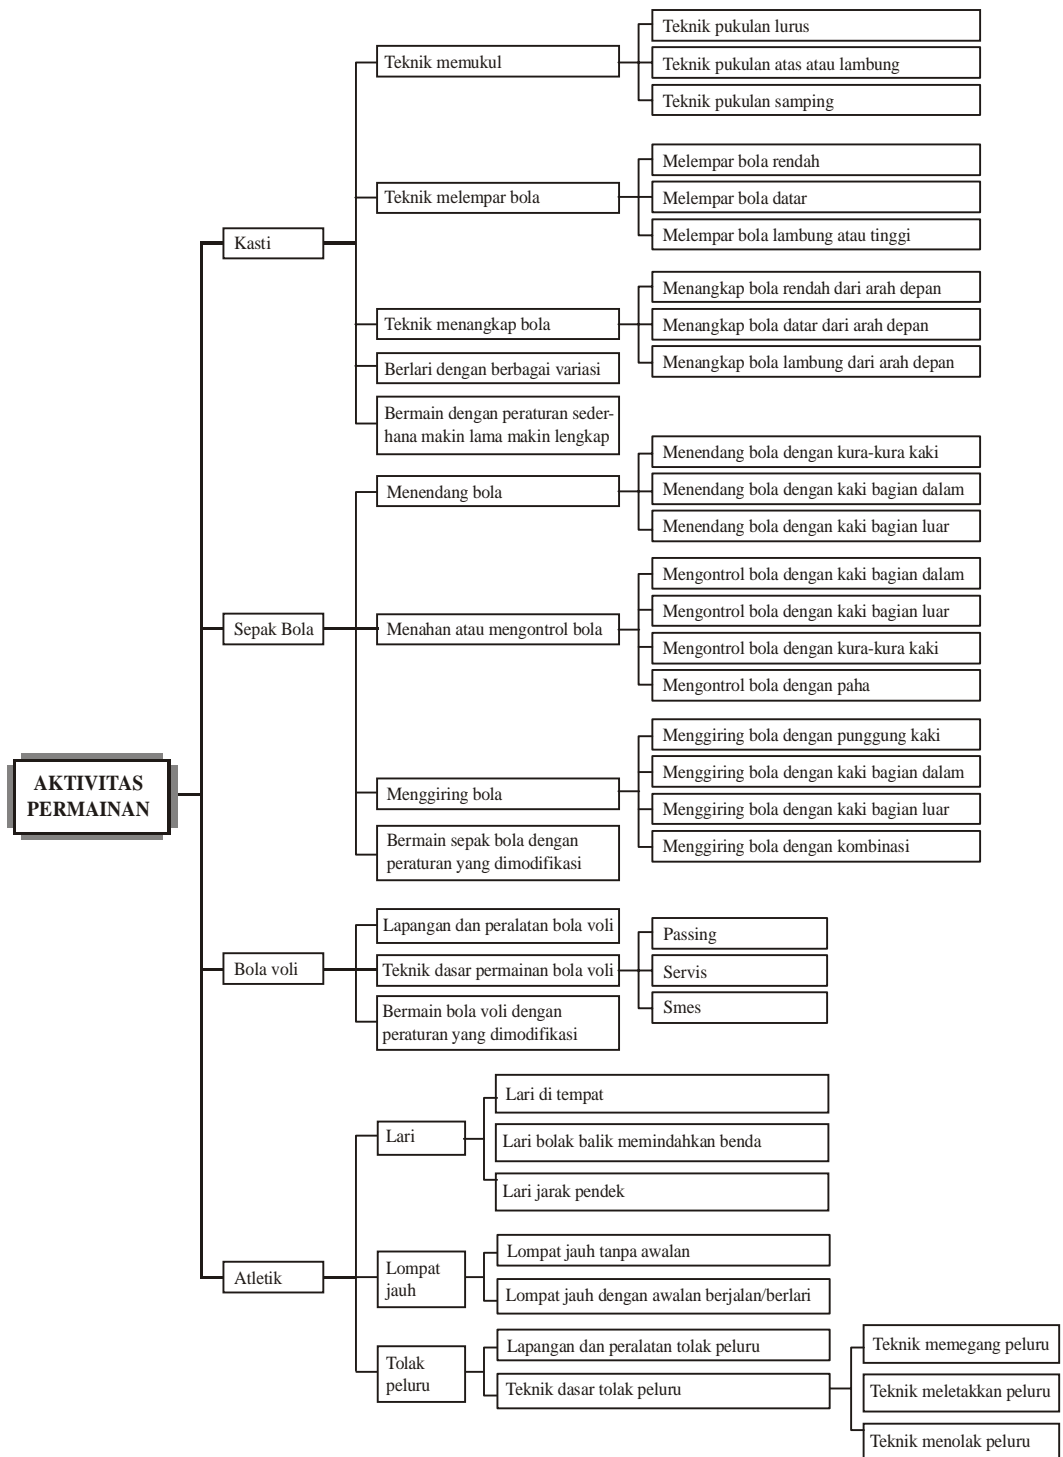 AKTIVITAS
PERMAINAN
Kasti
Teknik memukul
Teknik pukulan lurus
Teknik pukulan atas atau lambung
Teknik pukulan samping
Teknik melempar bola
Melempar bola rendah
Melempar bola datar
Melempar bola lambung atau tinggi
Teknik menangkap bola
Menangkap bola rendah dari arah depan
Menangkap bola datar dari arah depan
Menangkap bola lambung dari arah depan
Berlari dengan berbagai variasi
Bermain dengan peraturan seder-
hana makin lama makin lengkap
Sepak Bola
Menendang bola
Menendang bola dengan kura-kura kaki
Menendang bola dengan kaki bagian dalam
Menendang bola dengan kaki bagian luar
Menahan atau mengontrol bola
Mengontrol bola dengan kaki bagian dalam
Mengontrol bola dengan kaki bagian luar
Mengontrol bola dengan kura-kura kaki
Mengontrol bola dengan paha
Menggiring bola
Menggiring bola dengan punggung kaki
Menggiring bola dengan kaki bagian dalam
Menggiring bola dengan kaki bagian luar
Menggiring bola dengan kombinasi
Bermain sepak bola dengan
peraturan yang dimodifikasi
Bola voli
Lapangan dan peralatan bola voli
Teknik dasar permainan bola voli
Passing
Servis
Smes
Bermain bola voli dengan
peraturan yang dimodifikasi
Atletik
Lari
Lari di tempat
Lari bolak balik memindahkan benda
Lari jarak pendek
Lompat
jauh
Lompat jauh tanpa awalan
Lompat jauh dengan awalan berjalan/berlari
Tolak
peluru
Lapangan dan peralatan tolak peluru
Teknik dasar tolak peluru
Teknik memegang peluru
Teknik meletakkan peluru
Teknik menolak peluru